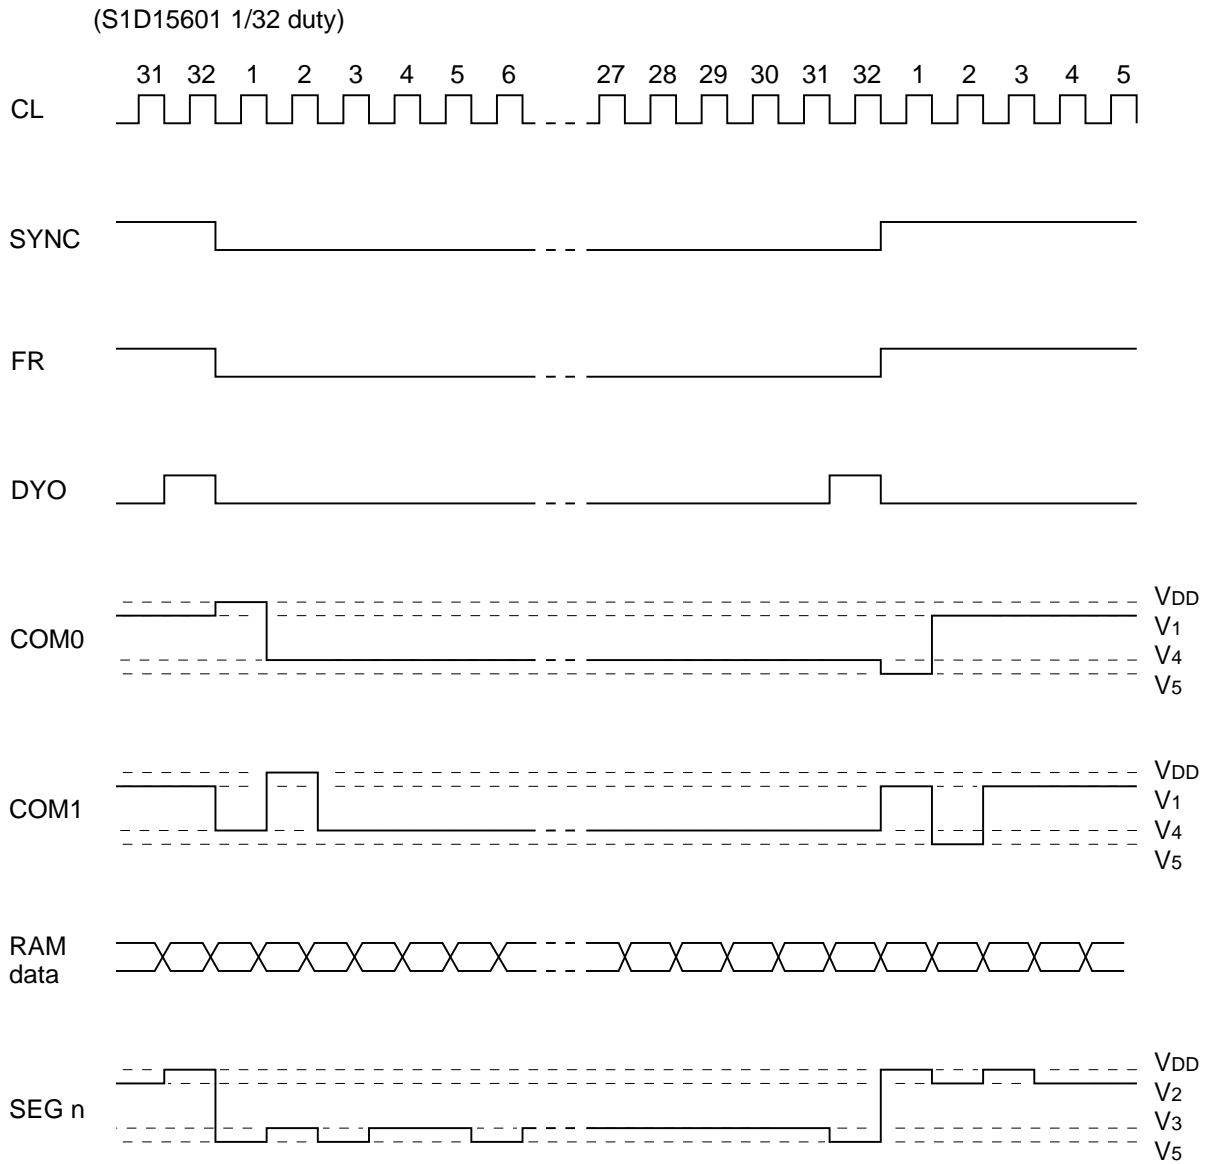 (S1D15601 1/32 duty)
31 32 1 2 3 4 5 6 27 28 29 30 31 32 1 2 3 4 5
CL
SYNC
FR
DYO
VDD
COM0
V1
V4
V5
VDD
COM1
V1
V4
V5
RAM
data
VDD
V2
SEG n
V3
V5